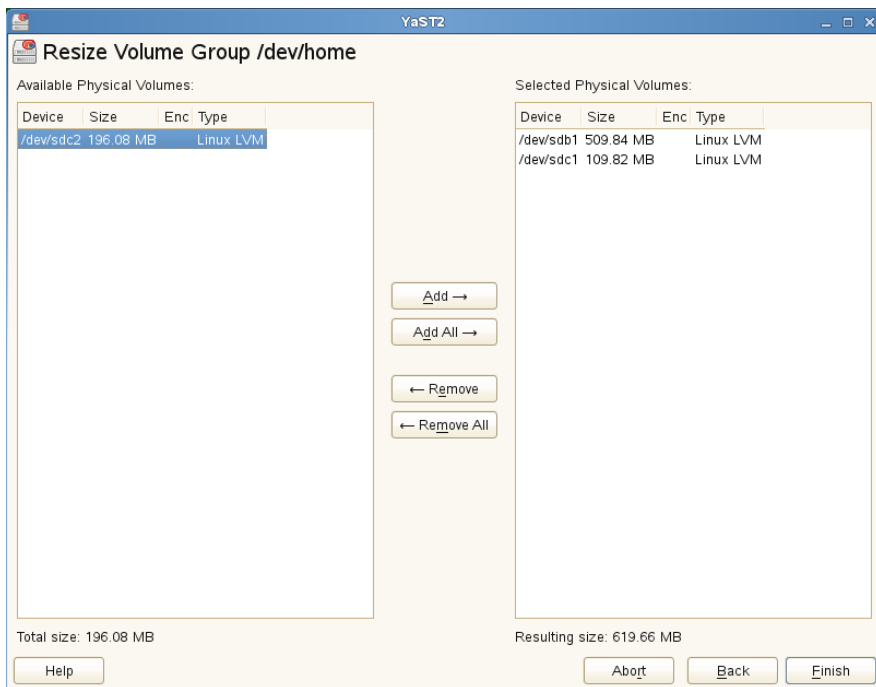 YaST2
Resize Volume Group /dev/home
Available Physical Volumes:
Device Size Enc Type
/dev/sdc2 196.08 MB Linux LVM
Total size: 196.08 MB
Add →
Add All →
← Remove
← Remove All
Selected Physical Volumes:
Device Size Enc Type
/dev/sdb1 509.84 MB Linux LVM
/dev/sdc1 109.82 MB Linux LVM
Resulting size: 619.66 MB
Help
Abort
Back
Finish